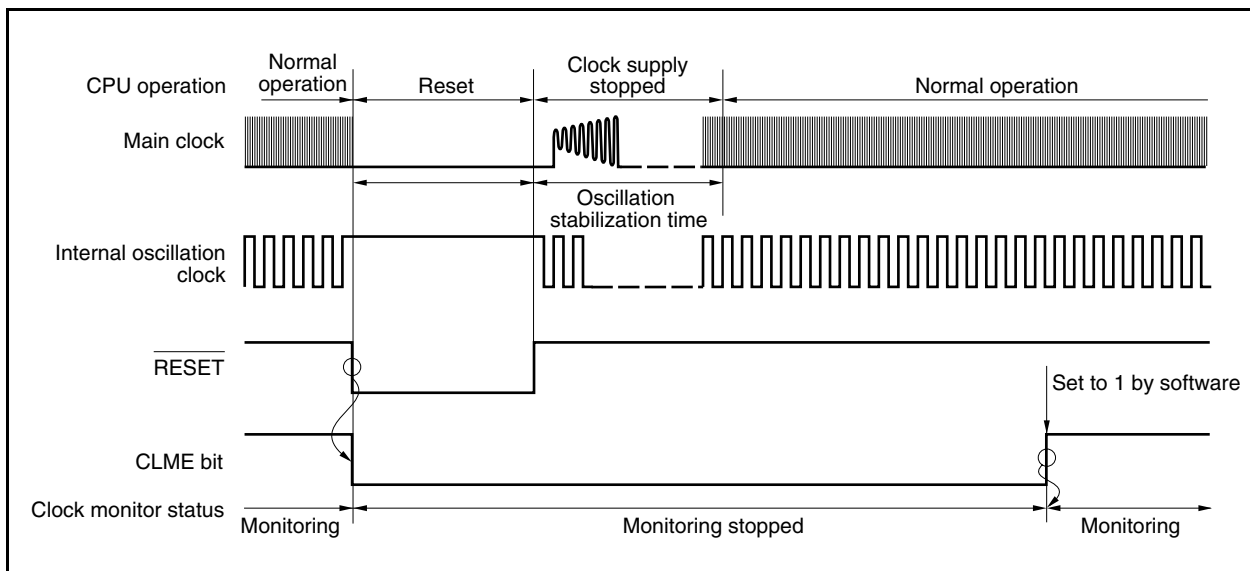 Normal
operation
Clock supply
stopped
CPU operation
Reset
Normal operation
Main clock
Oscillation
stabilization time
Internal oscillation
clock
RESET
Set to 1 by software
CLME bit
Clock monitor status
Monitoring
Monitoring stopped
Monitoring